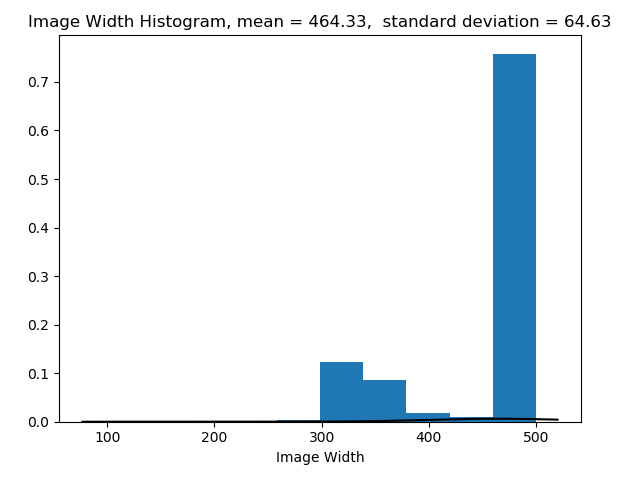 Image Width Histogram, mean = 464.33,  standard deviation = 64.63
0.7
0.6
0.5
0.4
0.3
0.2
0.1
0.0
100 200 300 400 500
Image Width